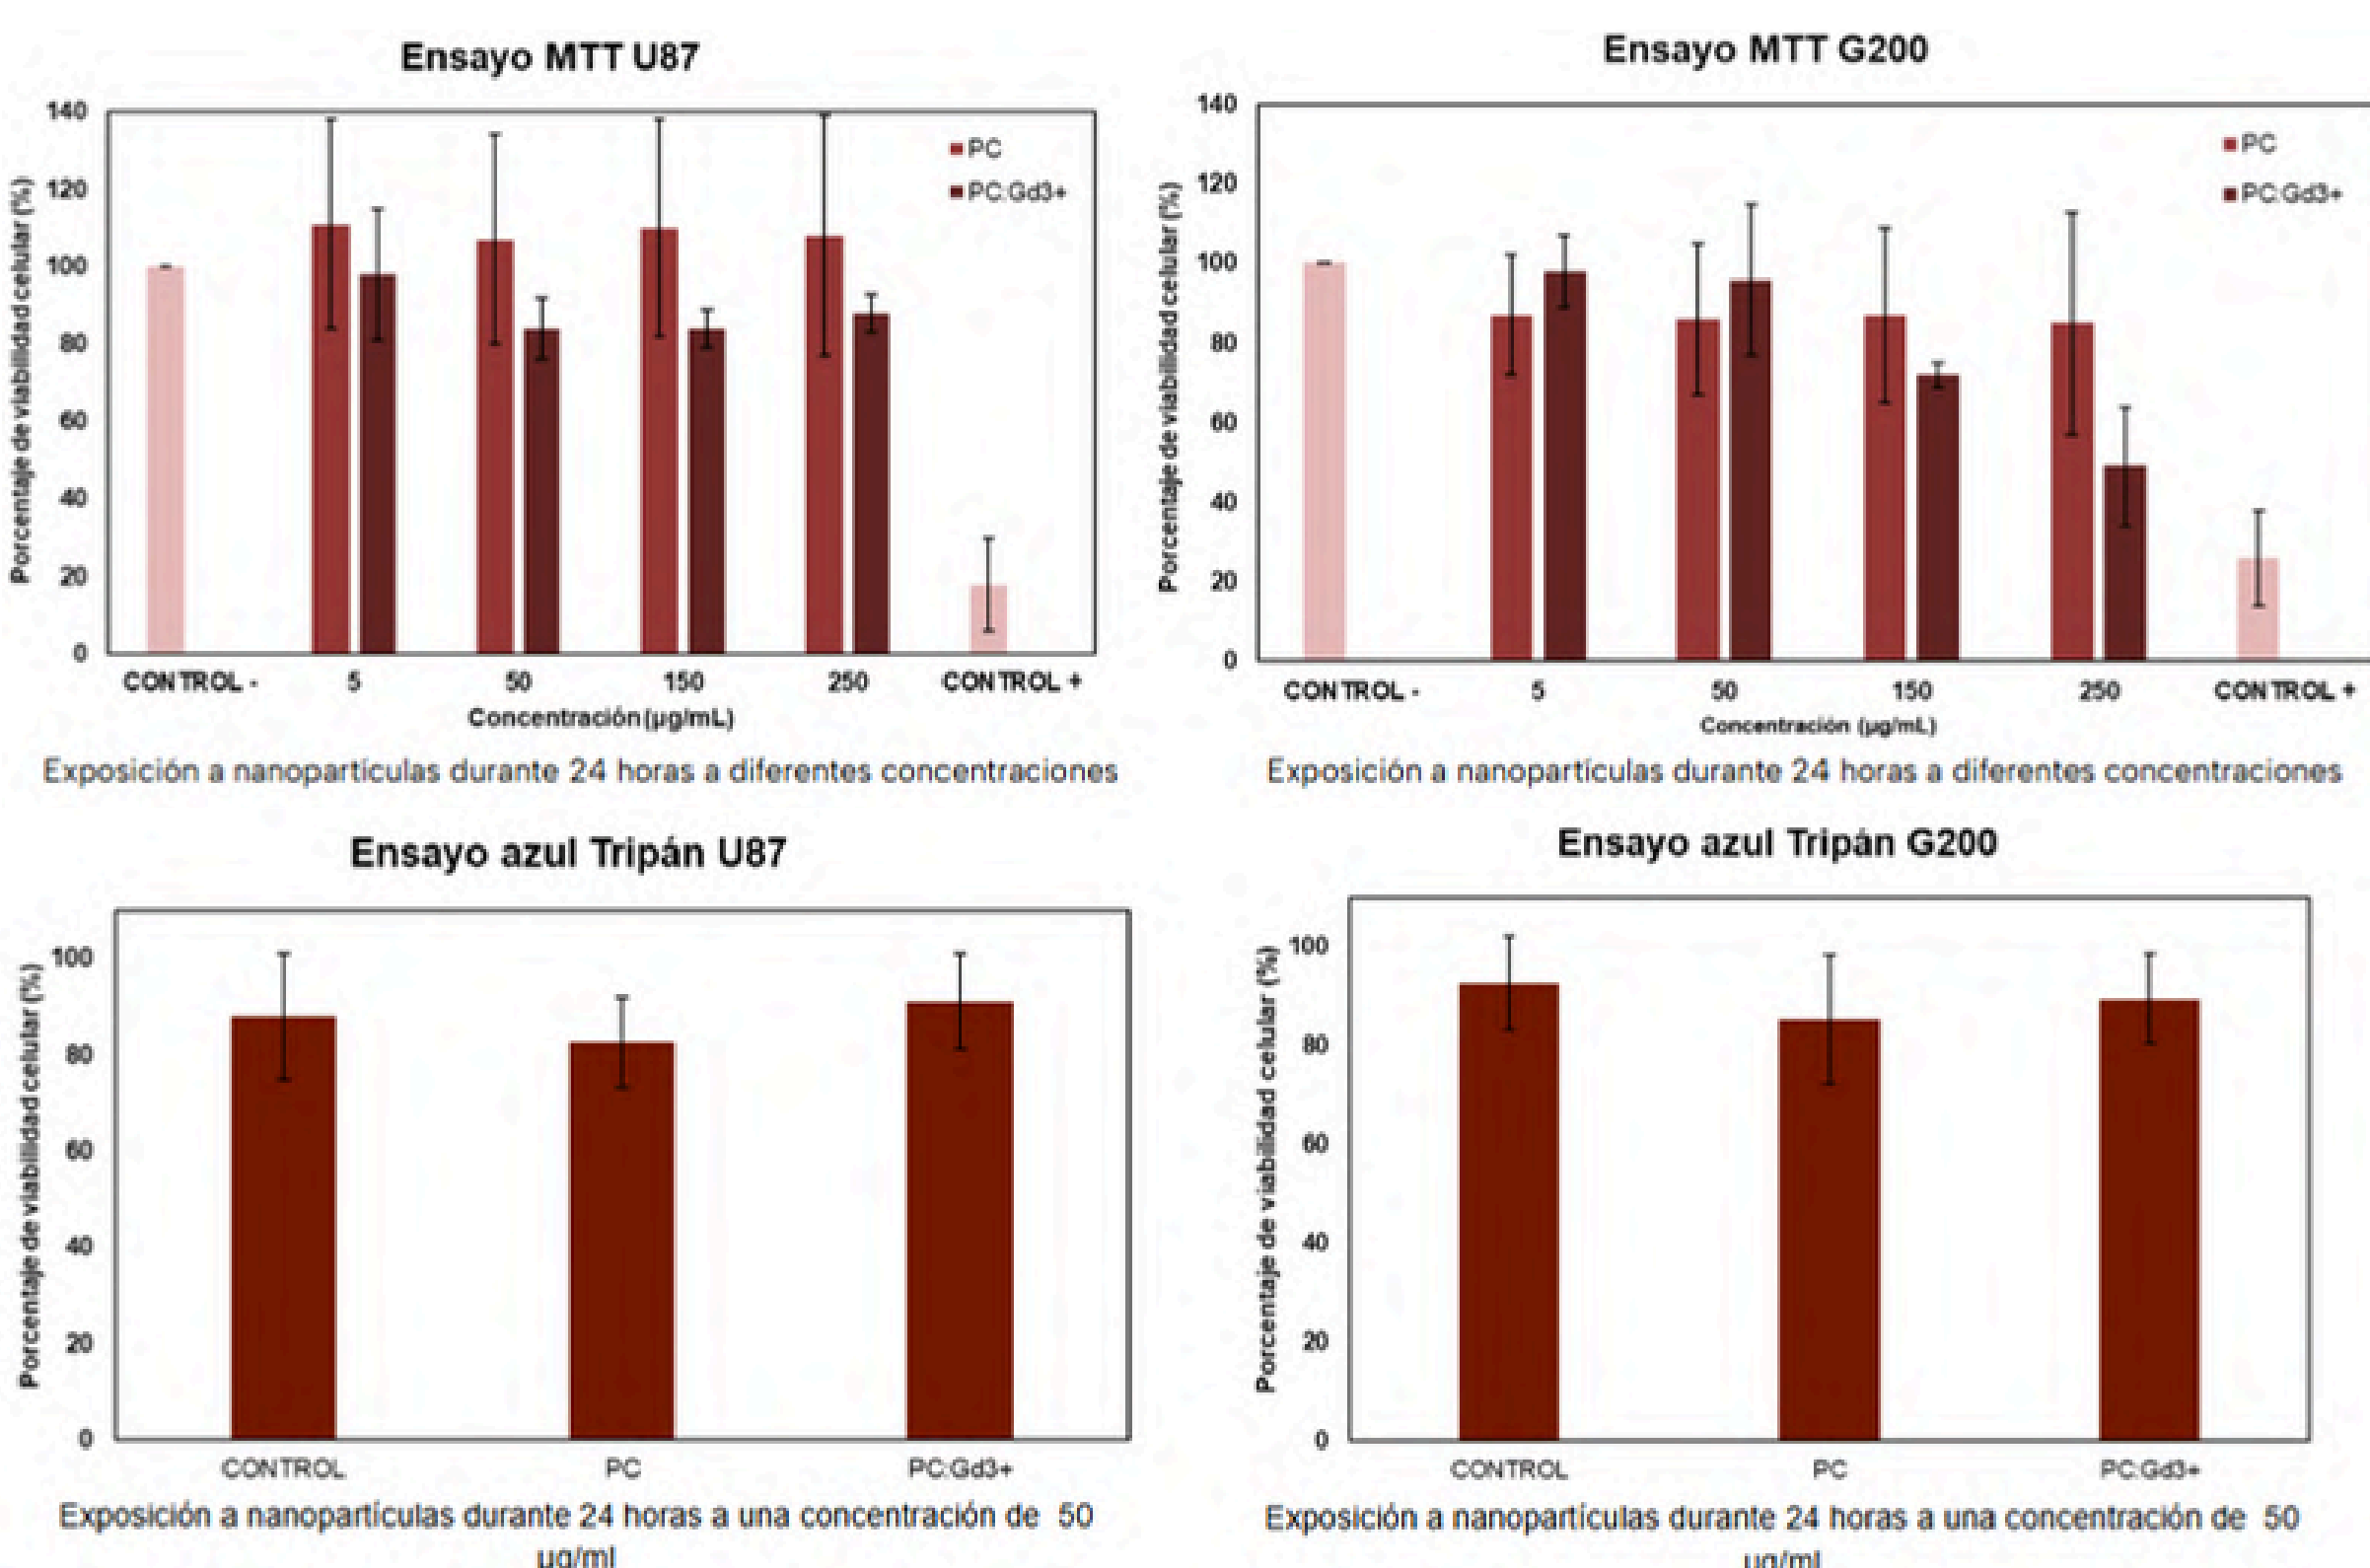 Ensayo MTT U87
140
120
100
80
60
40
20
0
Porcentaje de viabilidad celular (%)
PC
PC:Gd3+
CONTROL - 5 50 150 250 CONTROL +
Concentración (µg/mL)
Exposición a nanopartículas durante 24 horas a diferentes concentraciones
Ensayo MTT G200
140
120
100
80
60
40
20
0
Porcentaje de viabilidad celular (%)
PC
PC:Gd3+
CONTROL - 5 50 150 250 CONTROL +
Concentración (µg/mL)
Exposición a nanopartículas durante 24 horas a diferentes concentraciones
Ensayo azul Tripán U87
100
80
60
40
20
0
Porcentaje de viabilidad celular (%)
CONTROL PC PC:Gd3+
Exposición a nanopartículas durante 24 horas a una concentración de 50
µg/ml
Ensayo azul Tripán G200
100
80
60
40
20
0
Porcentaje de viabilidad celular (%)
CONTROL PC PC:Gd3+
Exposición a nanopartículas durante 24 horas a una concentración de 50
µg/ml